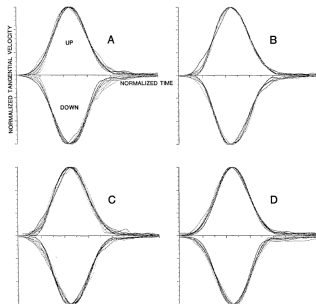 NORMALIZED TANGENTIAL VELOCITY
UP
A
B
NORMALIZED TIME
DOWN
C
D